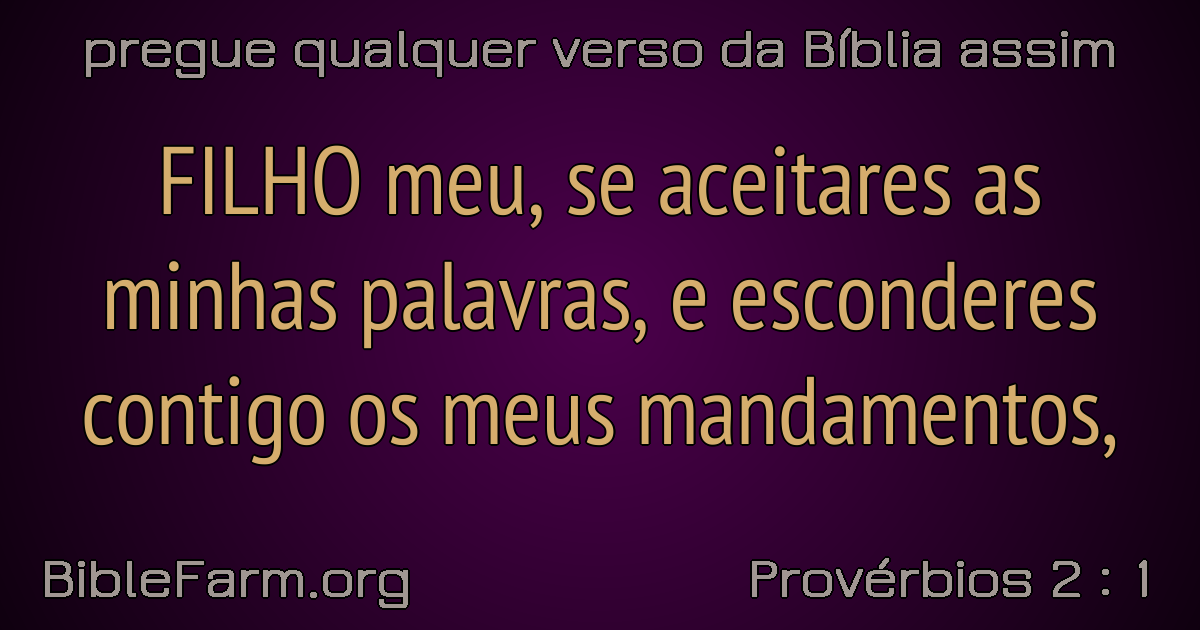 pregue qualquer verso da Bíblia assim
FILHO meu, se aceitares as
minhas palavras, e esconderes
contigo os meus mandamentos,
BibleFarm.org
Provérbios 2 : 1